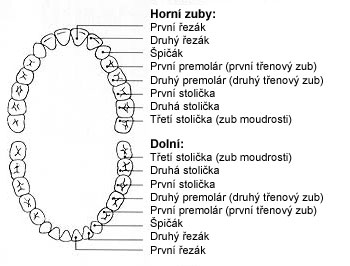 Horní zuby:
První řezák
Druhý řezák
Špičák
První premolár (první třenový zub)
Druhý premolár (druhý třenový zub)
První stolička
Druhá stolička
Třetí stolička (zub moudrosti)
Dolní:
Třetí stolička (zub moudrosti)
Druhá stolička
První stolička
Druhý premolár (druhý třenový zub)
První premolár (první třenový zub)
Špičák
Druhý řezák
První řezák